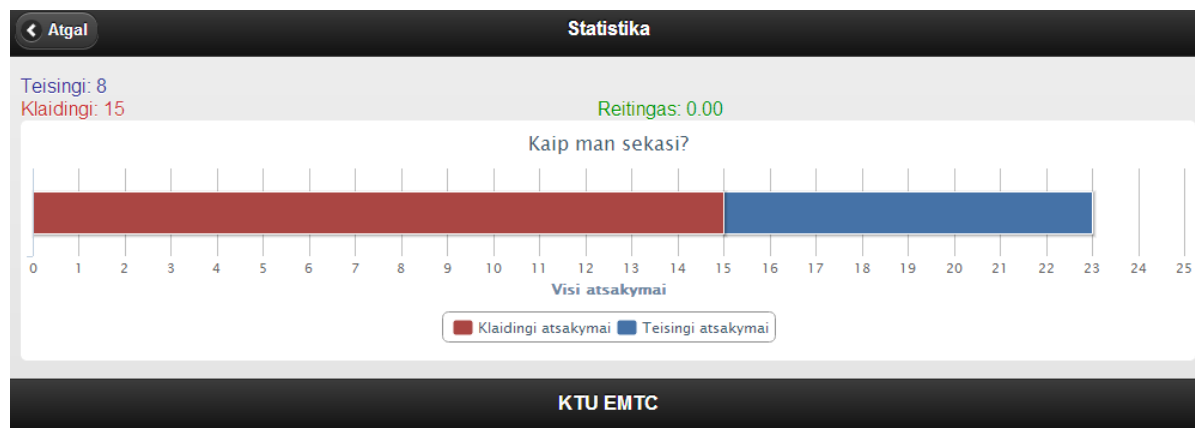 Atgal
Statistika
Teisingi: 8
Klaidingi: 15
Reitingas: 0.00
Kaip man sekasi?
0 1 2 3 4 5 6 7 8 9 10 11 12 13 14 15 16 17 18 19 20 21 22 23 24 25
Visi atsakymai
Klaidingi atsakymai Teisingi atsakymai
KTU EMTC